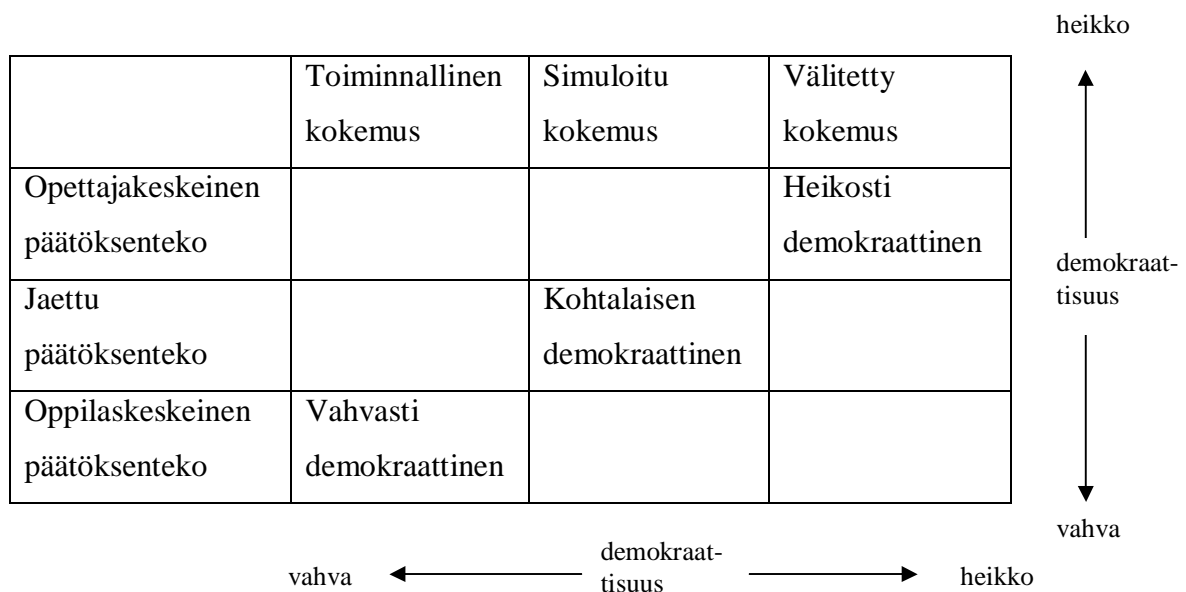 heikko
Toiminnallinen Simuloitu Välitetty
kokemus kokemus kokemus
Opettajakeskeinen Heikosti
päätöksenteko demokraattinen
demokraat-
tisuus
Jaettu Kohtalaisen
päätöksenteko demokraattinen
Oppilaskeskeinen Vahvasti
päätöksenteko demokraattinen
vahva
demokraat-
vahva tisuus heikko